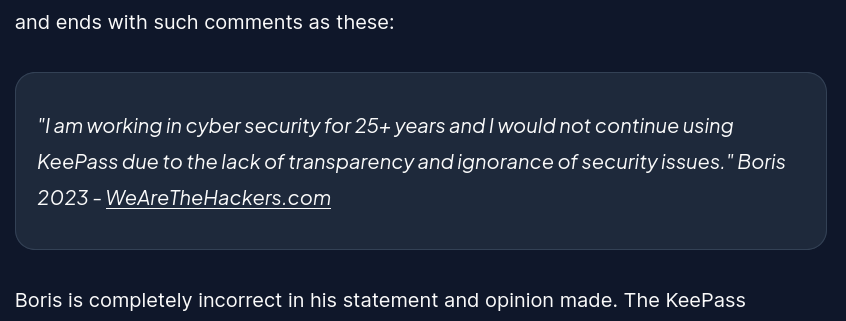 and ends with such comments as these:
"I am working in cyber security for 25+ years and I would not continue using
KeePass due to the lack of transparency and ignorance of security issues." Boris
2023 - WeAreTheHackers.com
Boris is completely incorrect in his statement and opinion made. The KeePass